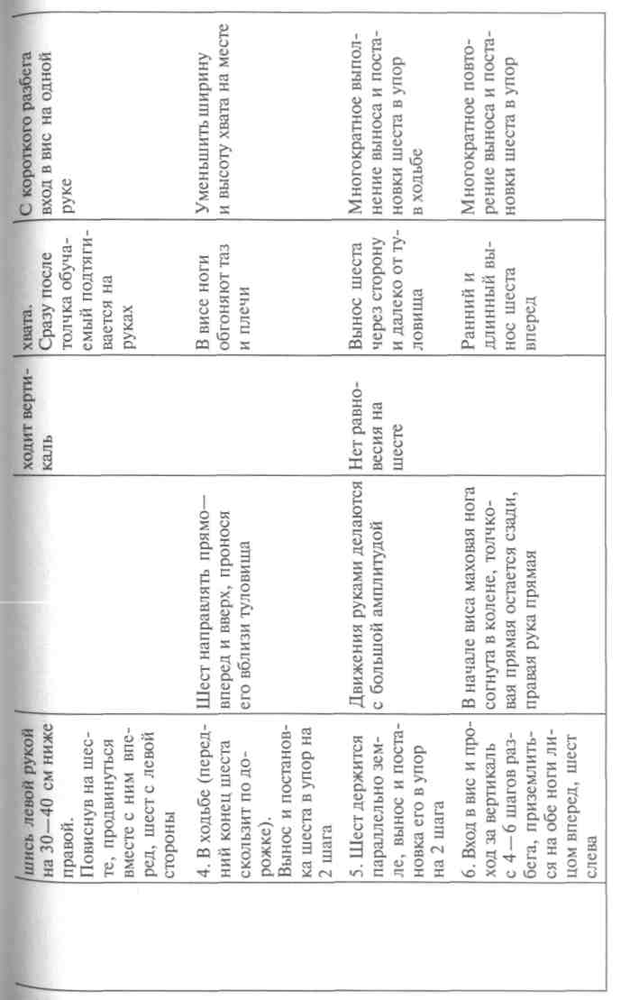 шись левой рукой
на 30—40 см ниже
правой.
Повиснув на шес-
те, продвинуться
вместе с ним впе-
ред, шест с левой
стороны
ходит верти-
каль
хвата.
Сразу после
толчка обуча-
емый подтяги-
вается на
руках
С короткого разбега
вход в вис на одной
руке
4. В ходьбе (перед-
ний конец шеста
скользит по до-
рожке).
Вынос и постанов-
ка шеста в упор на
2 шага
Шест направлять прямо—
вперед и вверх, пронося
его вблизи туловища
В висе ноги
обгоняют таз
и плечи
Уменьшить ширину
и высоту хвата на месте
5. Шест держится
параллельно зем-
ле, вынос и поста-
новка его в упор
на 2 шага
Движения руками делаются
с большой амплитудой
Нет равно-
весия на
шесте
Вынос шеста
через сторону
и далеко от ту-
ловища
Многократное выпол-
нение выноса и поста-
новки шеста в упор
в ходьбе
6. Вход в вис и про-
ход за вертикаль
с 4—6 шагов раз-
бега, приземлить-
ся на обе ноги ли-
цом вперед, шест
слева
В начале виса маховая нога
согнута в колене, толчко-
вая прямая остается сзади,
правая рука прямая
Ранний и
длинный вы-
нос шеста
вперед
Многократное повто-
рение выноса и поста-
новки шеста в упор